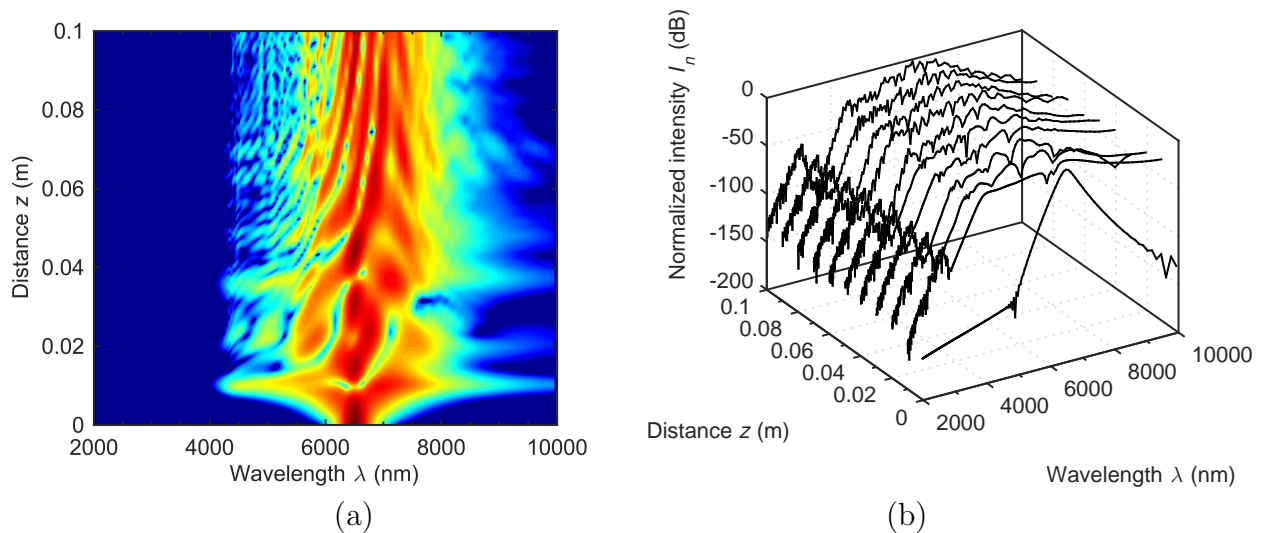 0.1
0.08
0.06
0.04
0.02
0
Distance z (m)
2000 4000 6000 8000 10000
Wavelength λ (nm)
(a)
Normalized intensity I_n (dB)
0
-50
-100
-150
-200
0.1
0.08
0.06
0.04
0.02
0
Distance z (m)
2000
4000
6000
8000
10000
Wavelength λ (nm)
(b)